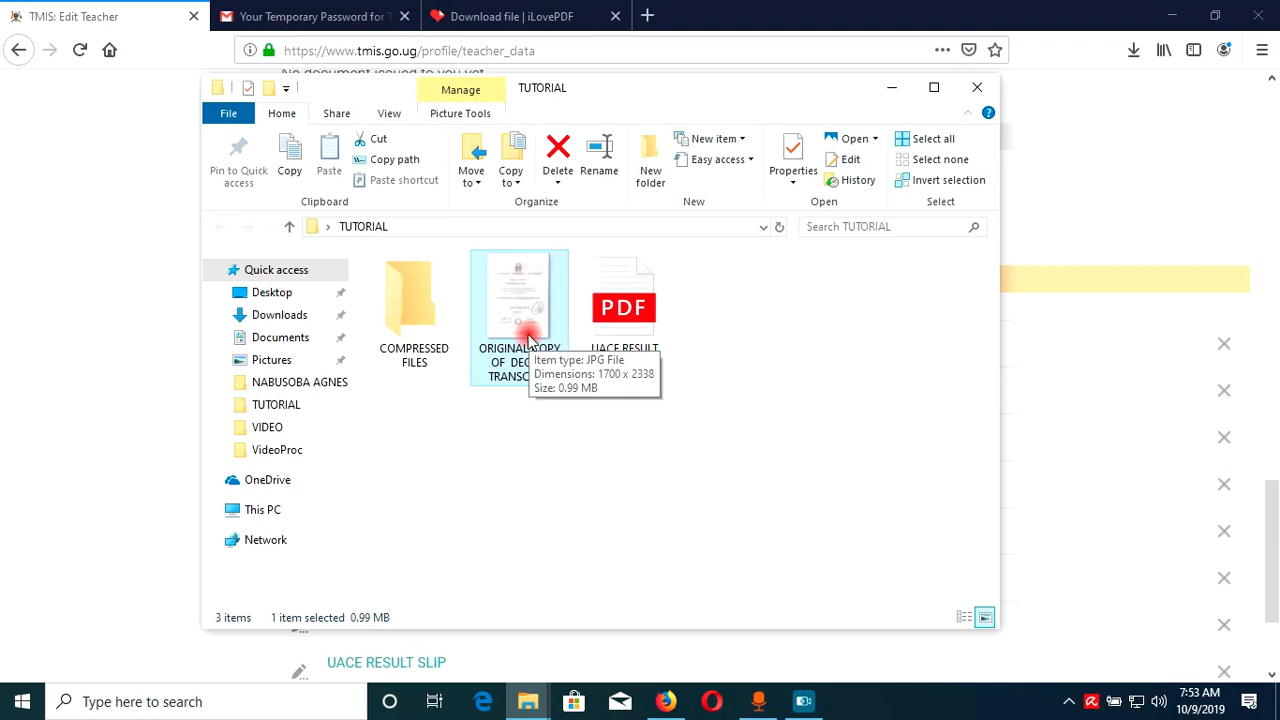 TMIS: Edit Teacher
Your Temporary Password for T
Download file | iLovePDF
https://www.tmis.go.ug/profile/teacher_data
No document issued to you yet
Manage
TUTORIAL
File
Home
Share
View
Picture Tools
Pin to Quick access
Copy
Paste
Cut
Copy path
Paste shortcut
Move to
Copy to
Delete
Rename
New folder
New item
Easy access
Properties
Open
Edit
History
Select all
Select none
Invert selection
Clipboard
Organize
New
Open
Select
TUTORIAL
Search TUTORIAL
Quick access
Desktop
Downloads
Documents
Pictures
NABUSOBA AGNES
TUTORIAL
VIDEO
VideoProc
OneDrive
This PC
Network
COMPRESSED
FILES
ORIGINAL COPY
OF DEG
TRANSC
PDF
UACE RESULT
Item type: JPG File
Dimensions: 1700 x 2338
Size: 0.99 MB
3 items
1 item selected 0.99 MB
UACE RESULT SLIP
Type here to search
7:53 AM
10/9/2019